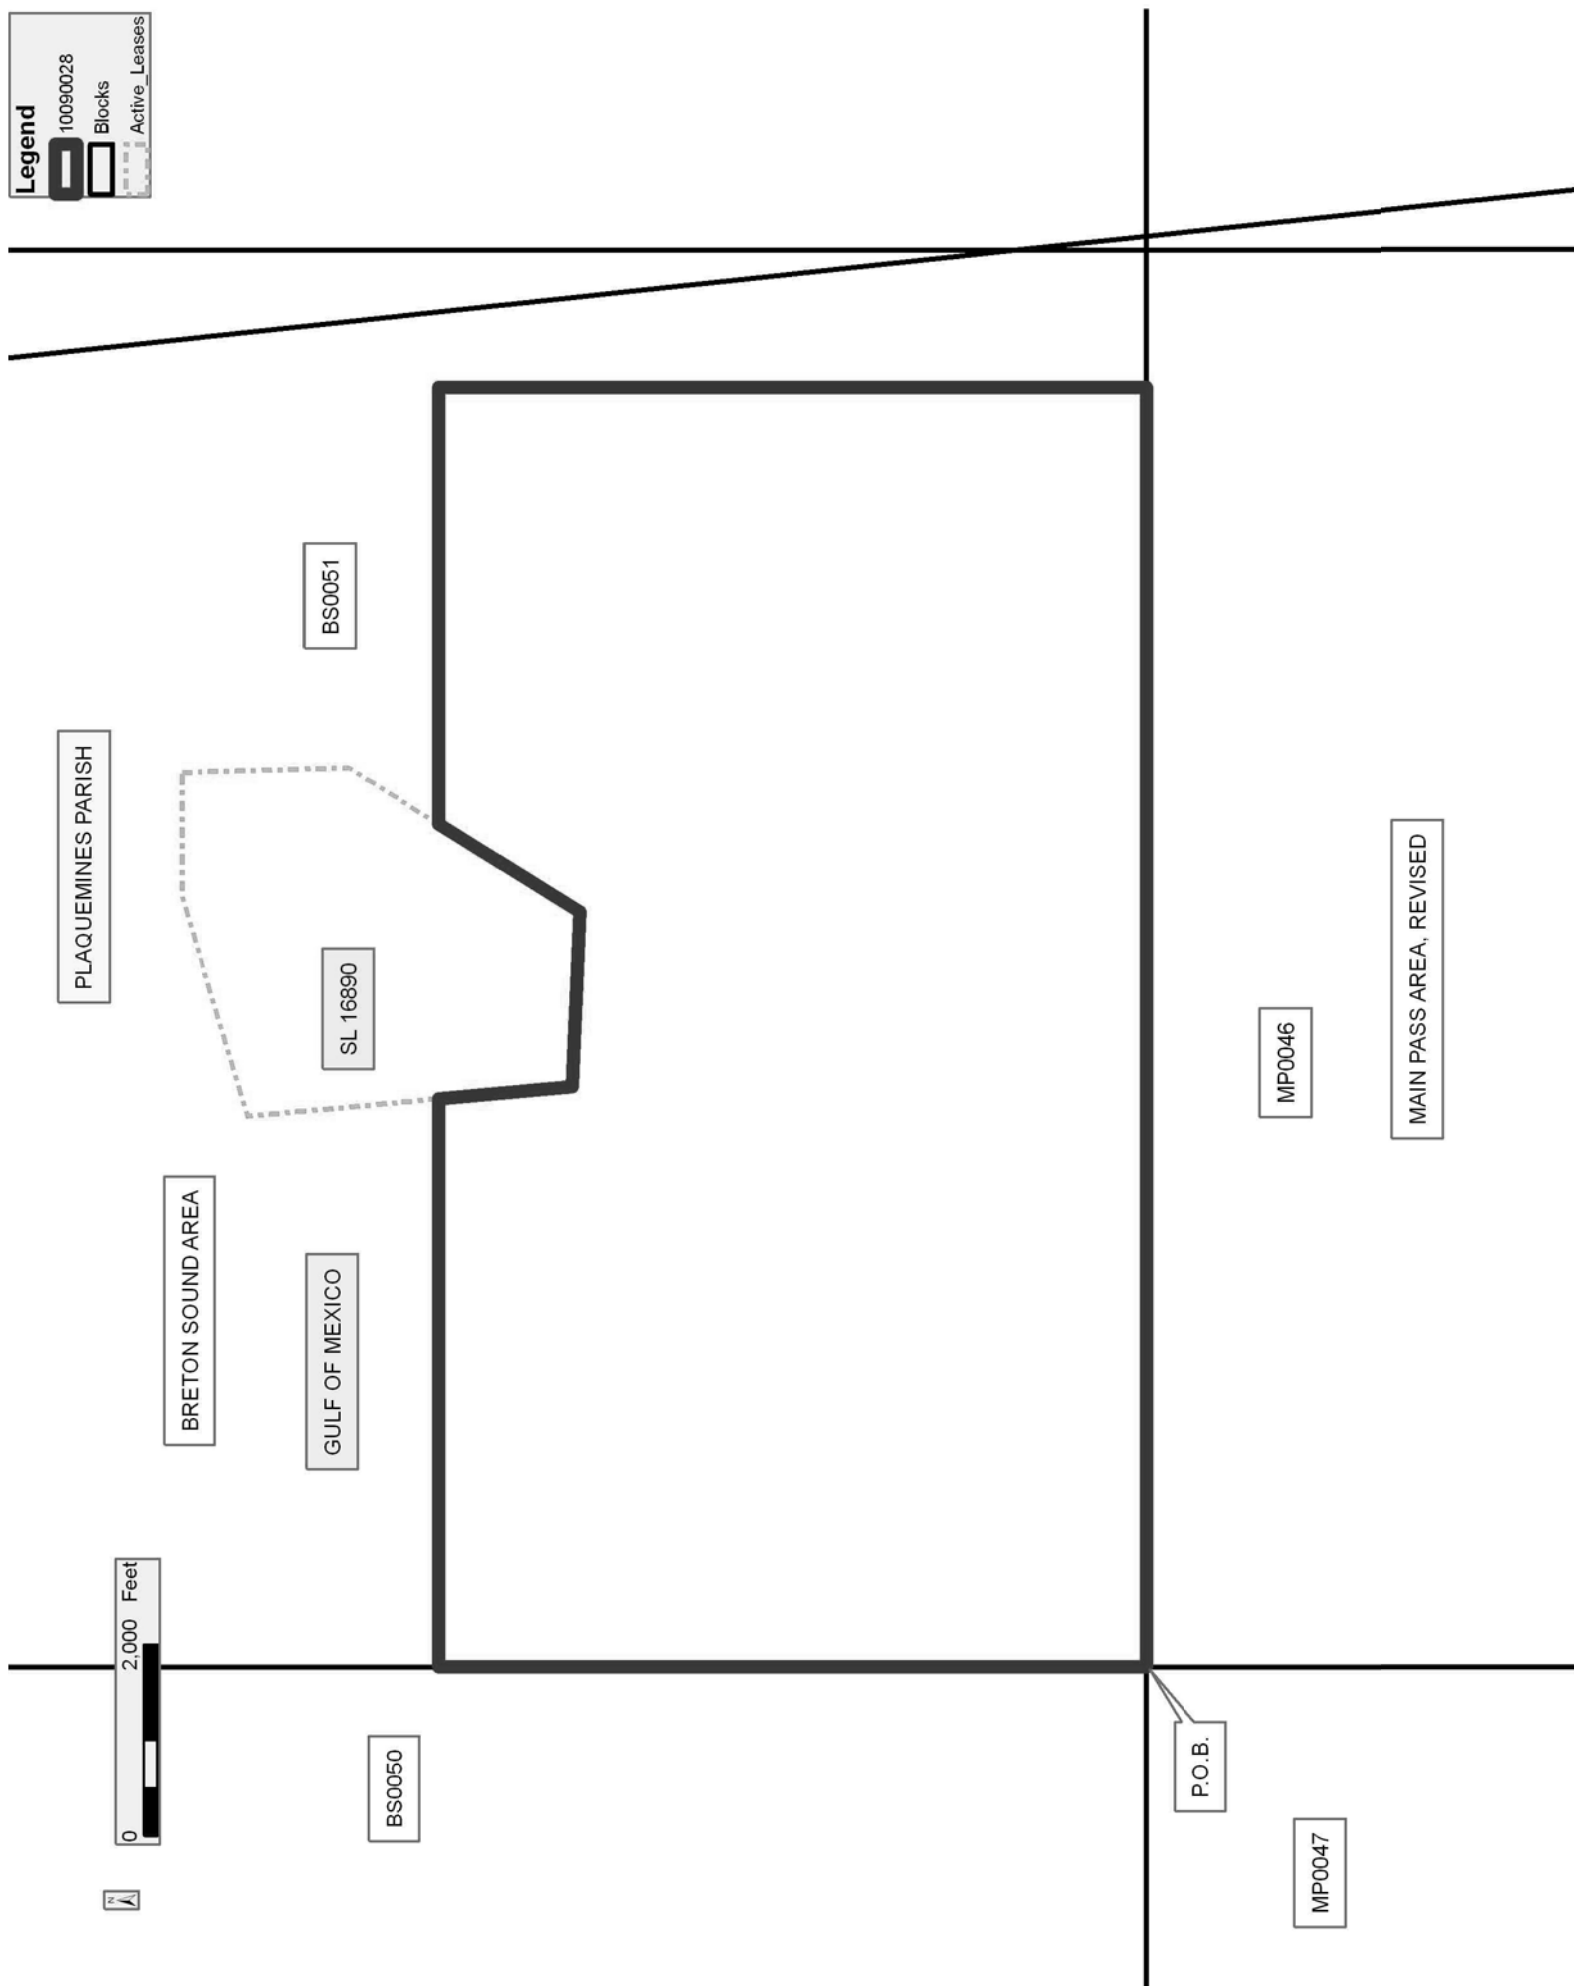 Legend
10090028
Blocks
Active_Leases
PLAQUEMINES PARISH
BS0051
SL 16890
BRETON SOUND AREA
GULF OF MEXICO
0 2,000 Feet
N
BS0050
MP0046
MAIN PASS AREA, REVISED
P.O.B.
MP0047